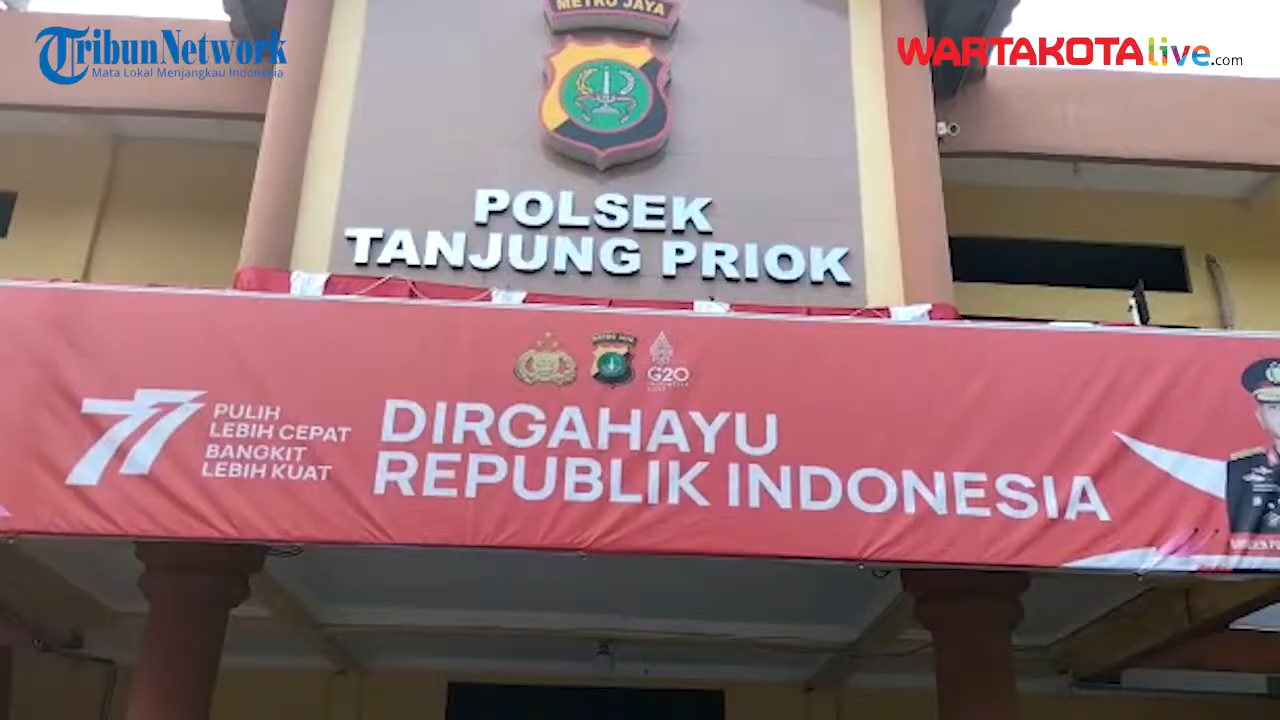 TribunNetwork
Mata Lokal Menjangkau Indonesia
WARTAKOTAlive.com
METRO JAYA
POLSEK
TANJUNG PRIOK
G20
77
PULIH
LEBIH CEPAT
BANGKIT
LEBIH KUAT
DIRGAHAYU
REPUBLIK INDONESIA